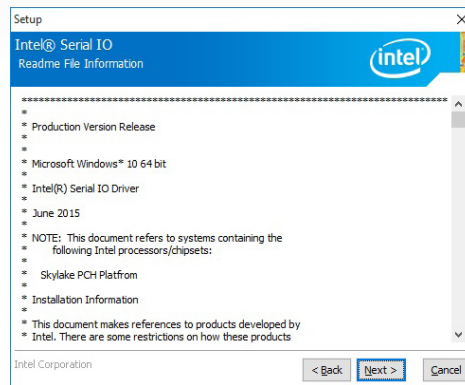 Setup
Intel® Serial IO
Readme File Information
intel
********************************************************************************
*
* Production Version Release
*
*
* Microsoft Windows* 10 64 bit
*
* Intel(R) Serial IO Driver
*
* June 2015
*
* NOTE: This document refers to systems containing the
* following Intel processors/chipsets:
*
* Skylake PCH Platfrom
*
* Installation Information
*
* This document makes references to products developed by
* Intel. There are some restrictions on how these products
Intel Corporation
< Back
Next >
Cancel